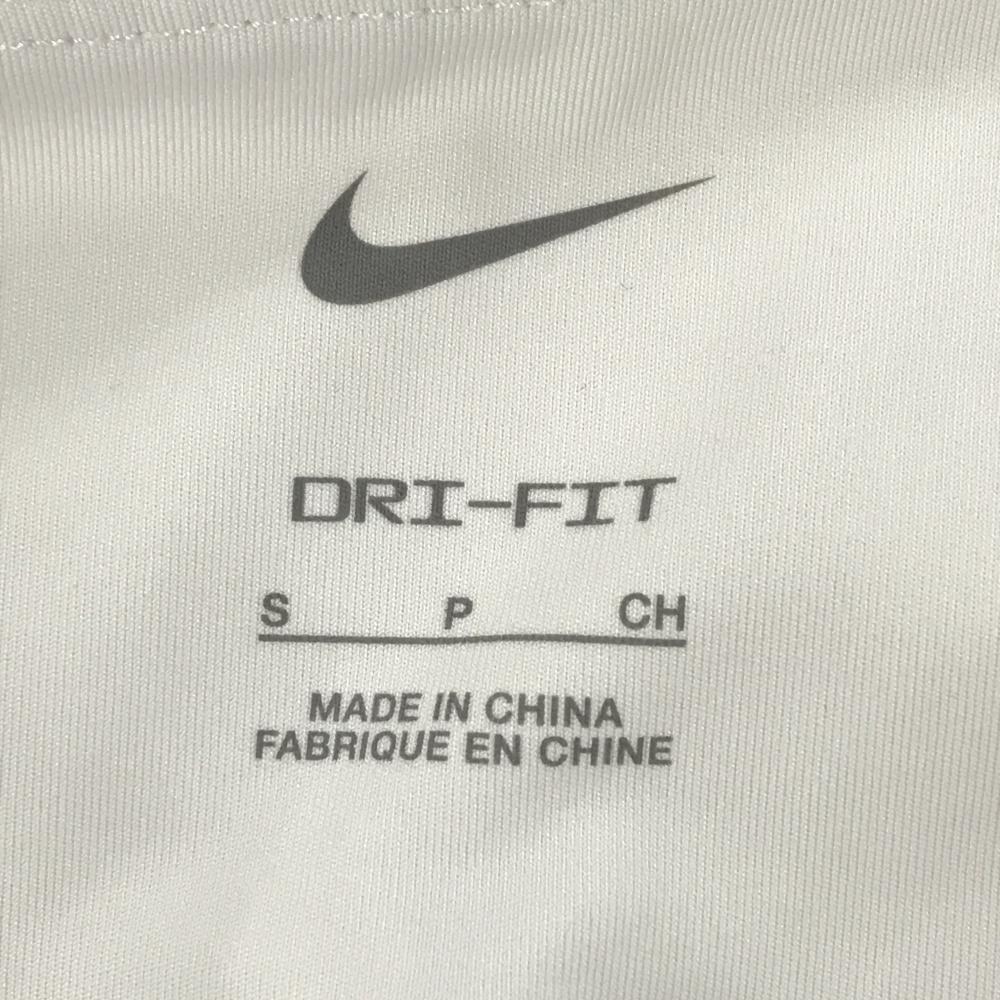 DRI-FIT
S P CH
MADE IN CHINA
FABRIQUE EN CHINE